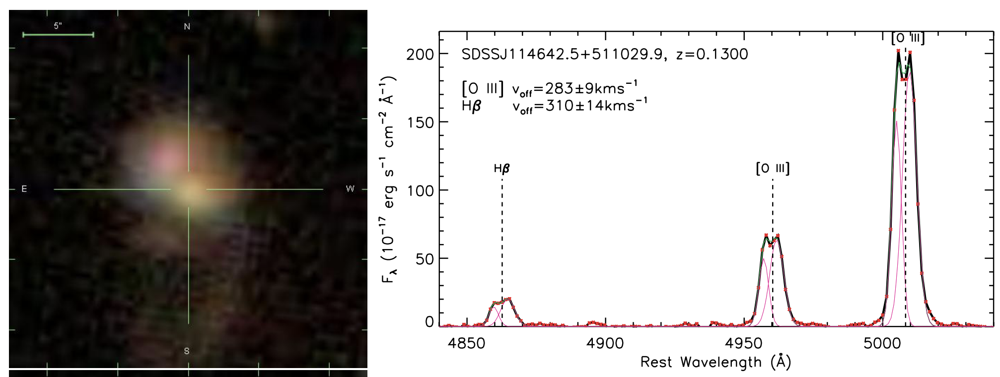 5"
N
E
W
S
SDSSJ114642.5+511029.9, z=0.1300
[O III] v_off=283±9kms⁻¹
Hβ v_off=310±14kms⁻¹
[O III]
Hβ
[O III]
200
150
100
50
0
F_λ (10⁻¹⁷ erg s⁻¹ cm⁻² Å⁻¹)
4850
4900
4950
5000
Rest Wavelength (Å)